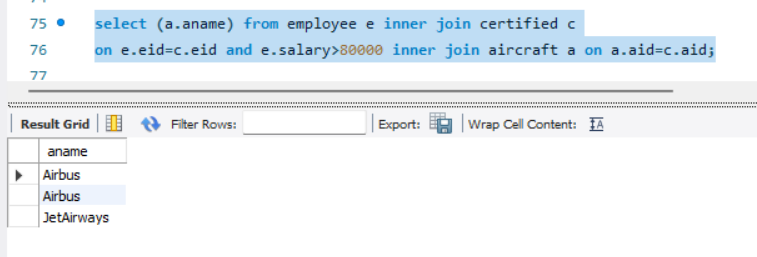 75 select (a.aname) from employee e inner join certified c
76 on e.eid=c.eid and e.salary>80000 inner join aircraft a on a.aid=c.aid;
77
Result Grid Filter Rows: Export: Wrap Cell Content: IA
aname
Airbus
Airbus
JetAirways